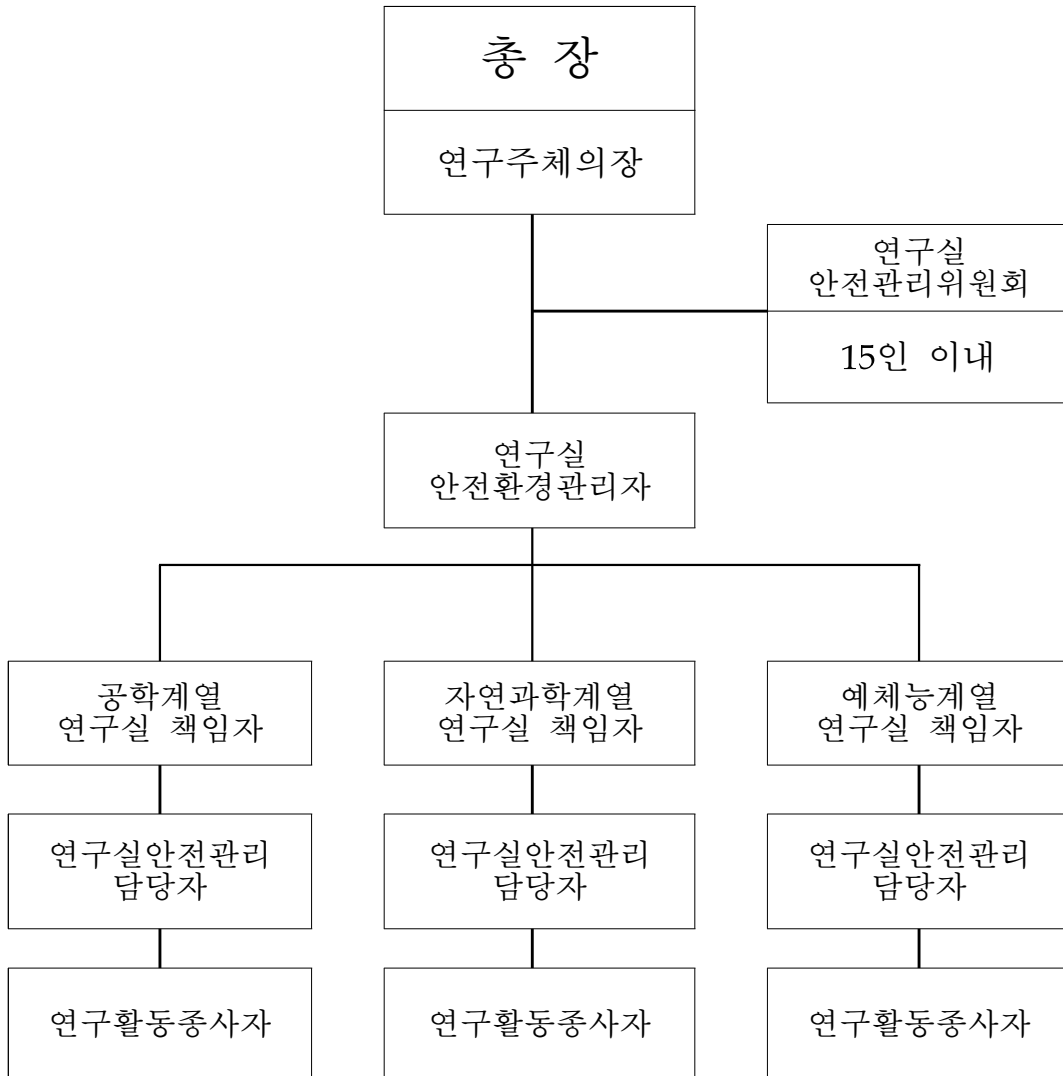 총 장
연구주체의장
연구실
안전관리위원회
15인 이내
연구실
안전환경관리자
공학계열
연구실 책임자
자연과학계열
연구실 책임자
예체능계열
연구실 책임자
연구실안전관리
담당자
연구실안전관리
담당자
연구실안전관리
담당자
연구활동종사자
연구활동종사자
연구활동종사자